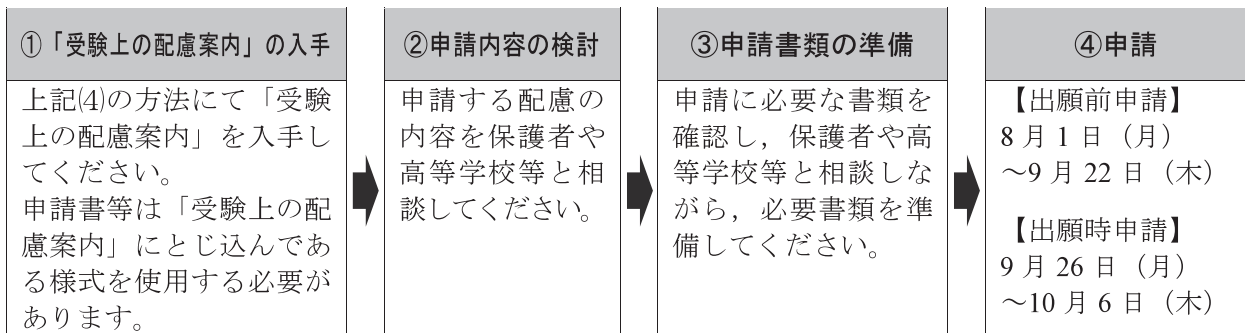 ①「受験上の配慮案内」の入手
上記⑷の方法にて「受験
上の配慮案内」を入手し
てください。
申請書等は「受験上の配
慮案内」にとじ込んであ
る様式を使用する必要が
あります。
②申請内容の検討
申請する配慮の
内容を保護者や
高等学校等と相
談してください。
③申請書類の準備
申請に必要な書類を
確認し，保護者や高
等学校等と相談しな
がら，必要書類を準
備してください。
④申請
【出願前申請】
8 月 1 日（月）
～9 月 22 日（木）
【出願時申請】
9 月 26 日（月）
～10 月 6 日（木）